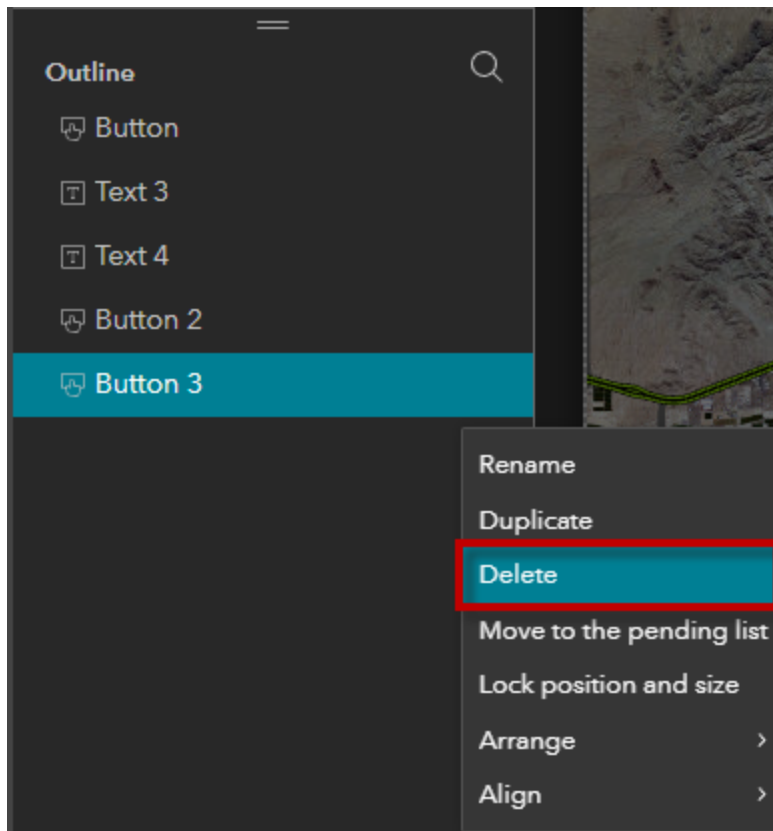 Outline
Button
Text 3
Text 4
Button 2
Button 3
Rename
Duplicate
Delete
Move to the pending list
Lock position and size
Arrange
Align